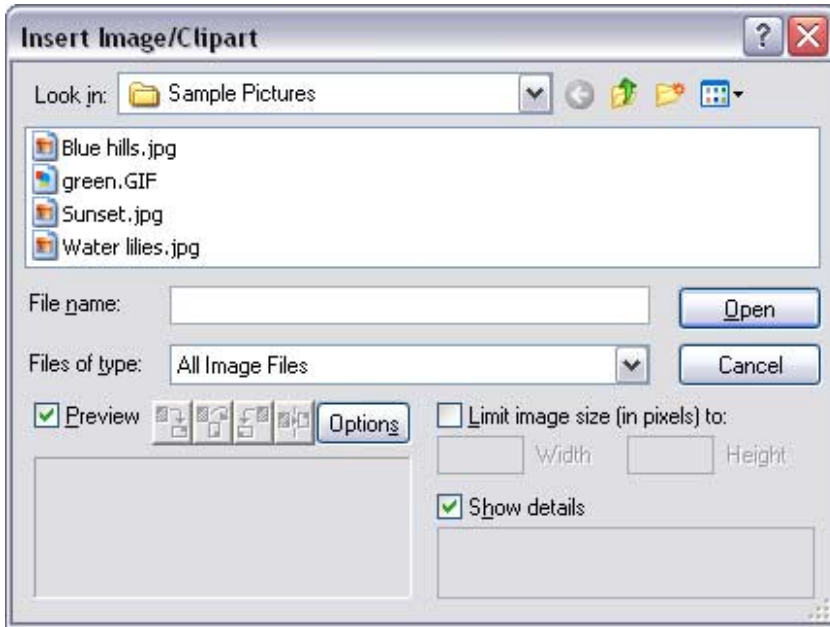 Insert Image/Clipart
Look in: Sample Pictures
Blue hills.jpg
green.GIF
Sunset.jpg
Water lilies.jpg
File name: Open
Files of type: All Image Files Cancel
Preview Options Limit image size (in pixels) to:
Width Height
Show details